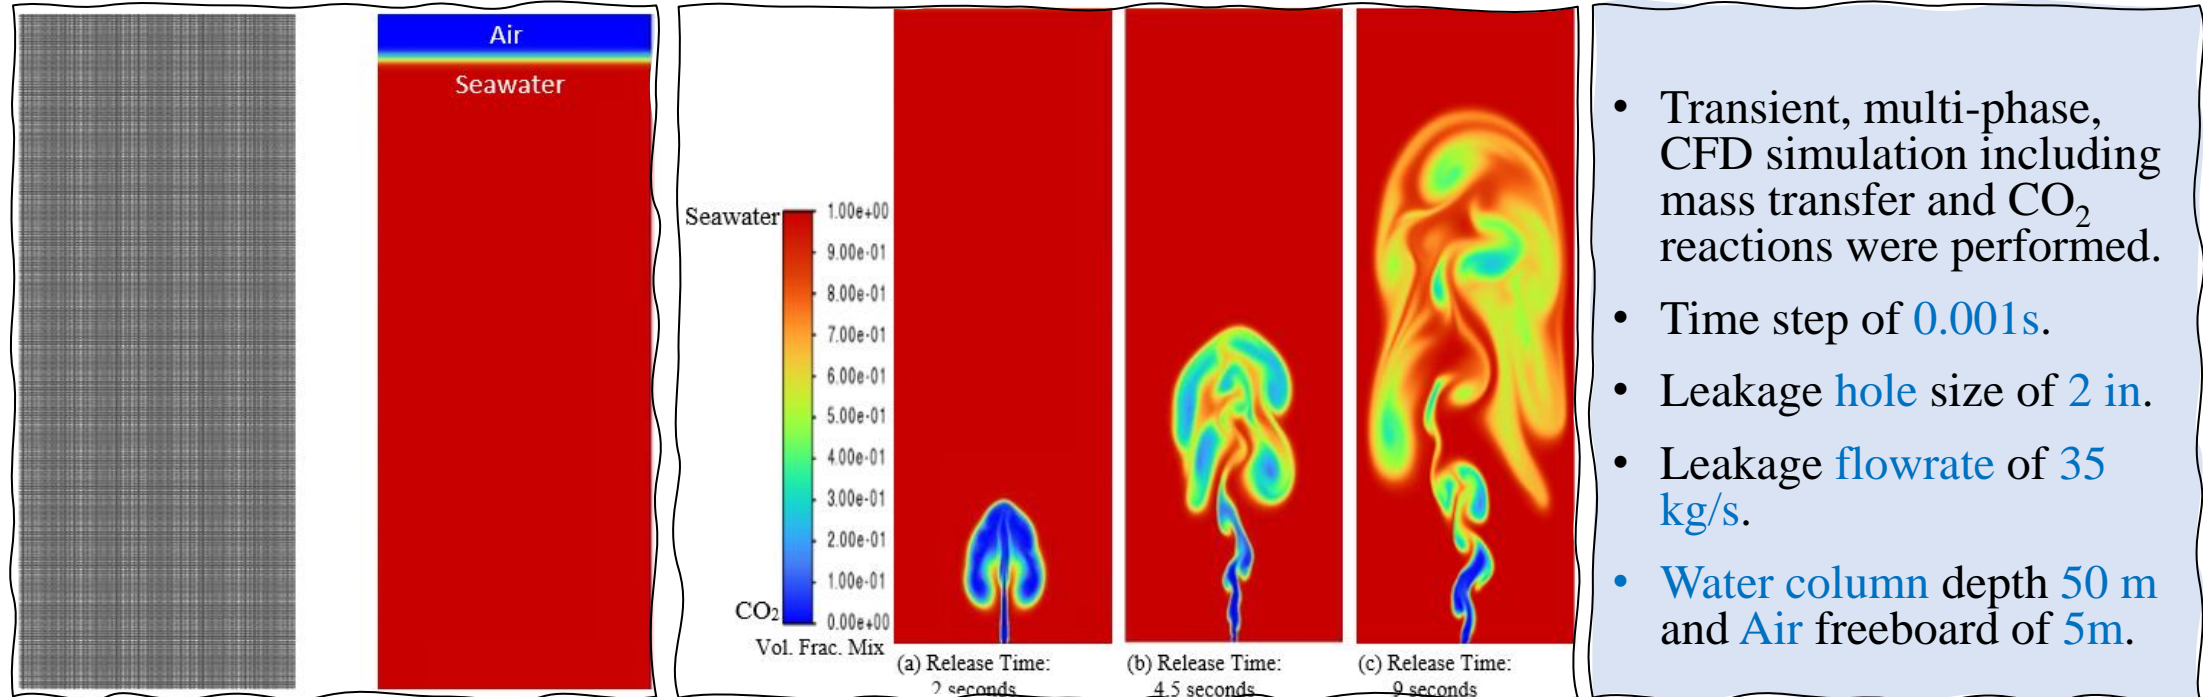 Air
Seawater
Seawater
1.00e+00
9.00e-01
8.00e-01
7.00e-01
6.00e-01
5.00e-01
4.00e-01
3.00e-01
2.00e-01
1.00e-01
0.00e+00
CO₂
Vol. Frac. Mix
(a) Release Time:
2 seconds
(b) Release Time:
4.5 seconds
(c) Release Time:
9 seconds
• Transient, multi-phase,
CFD simulation including
mass transfer and CO₂
reactions were performed.
• Time step of 0.001s.
• Leakage hole size of 2 in.
• Leakage flowrate of 35
kg/s.
• Water column depth 50 m
and Air freeboard of 5m.